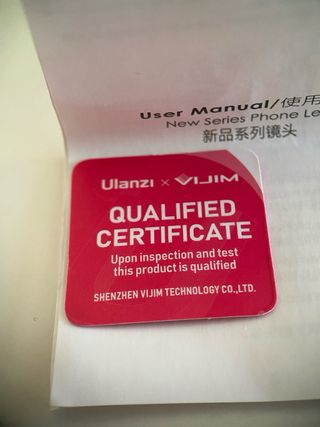 User Manual/使用
New Series Phone Le
新品系列镜头
Ulanzi × VIJIM
QUALIFIED
CERTIFICATE
Upon inspection and test
this product is qualified
SHENZHEN VIJIM TECHNOLOGY CO.,LTD.